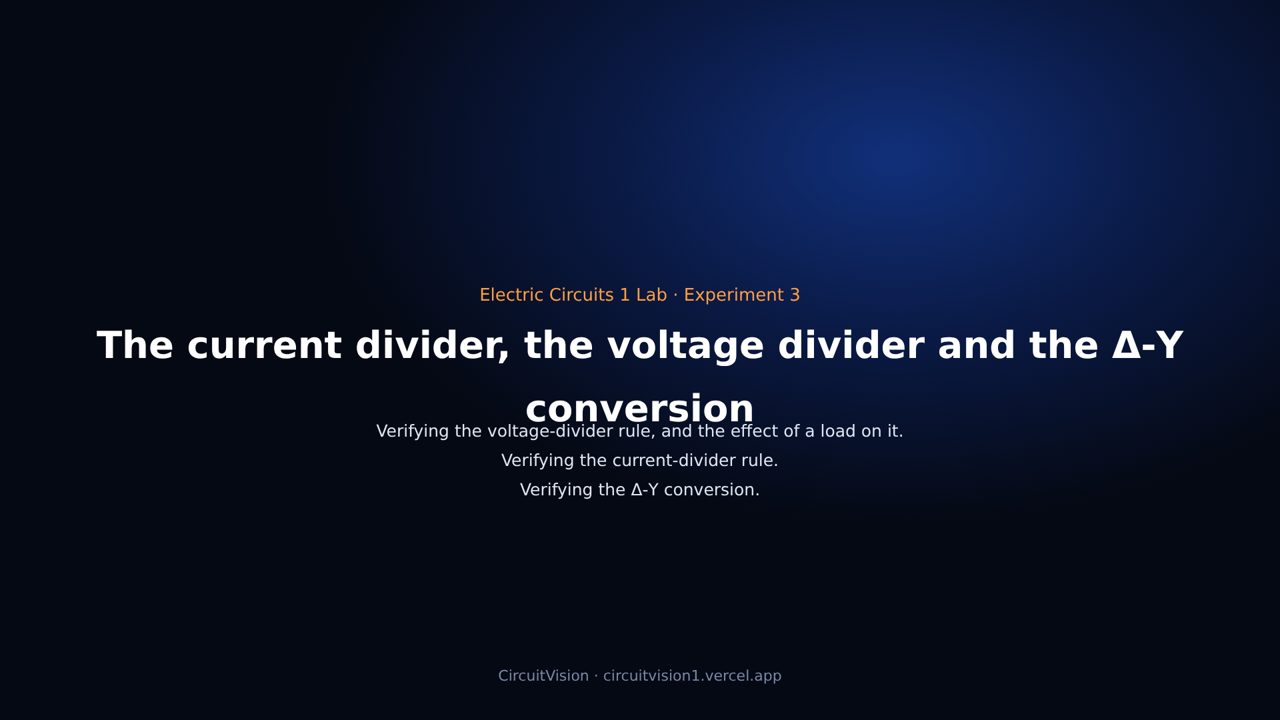 Electric Circuits 1 Lab · Experiment 3
The current divider, the voltage divider and the Δ-Y
conversion
Verifying the voltage-divider rule, and the effect of a load on it.
Verifying the current-divider rule.
Verifying the Δ-Y conversion.
CircuitVision · circuitvision1.vercel.app